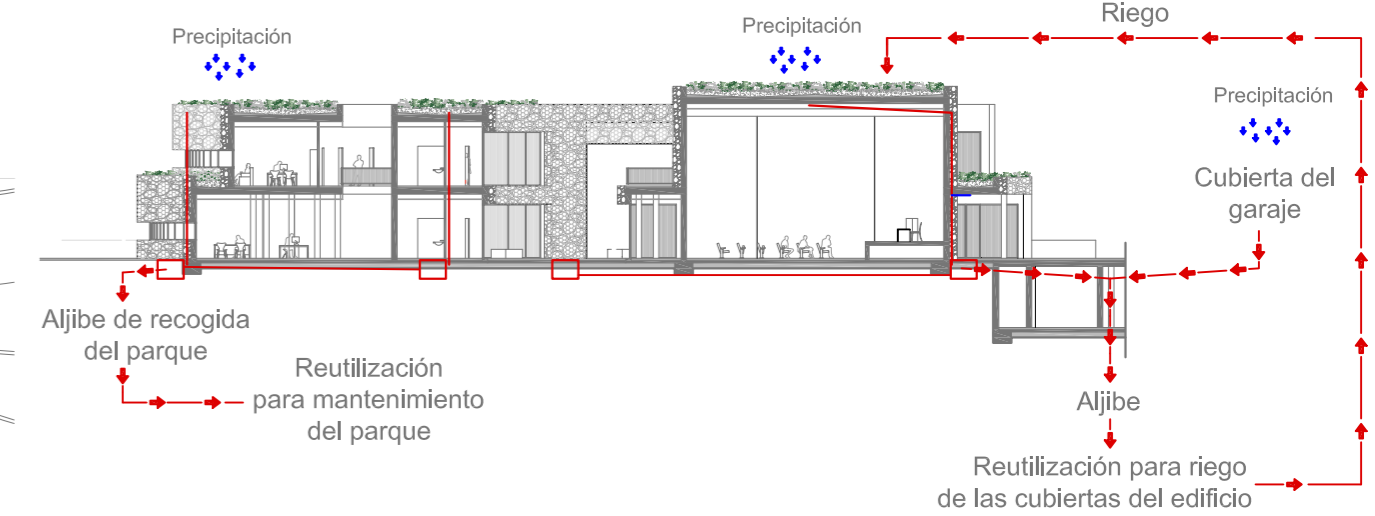 Precipitación
Precipitación
Riego
Precipitación
Cubierta del
garaje
Aljibe de recogida
del parque
Reutilización
para mantenimiento
del parque
Aljibe
Reutilización para riego
de las cubiertas del edificio